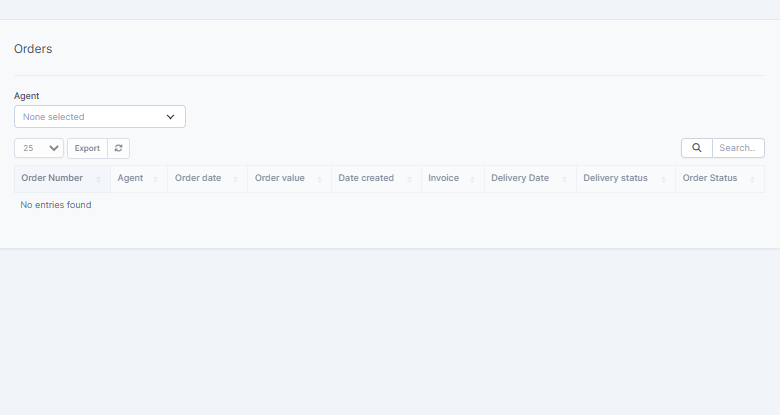 Orders
Agent
None selected
25 Export Search..
Order Number Agent Order date Order value Date created Invoice Delivery Date Delivery status Order Status
No entries found